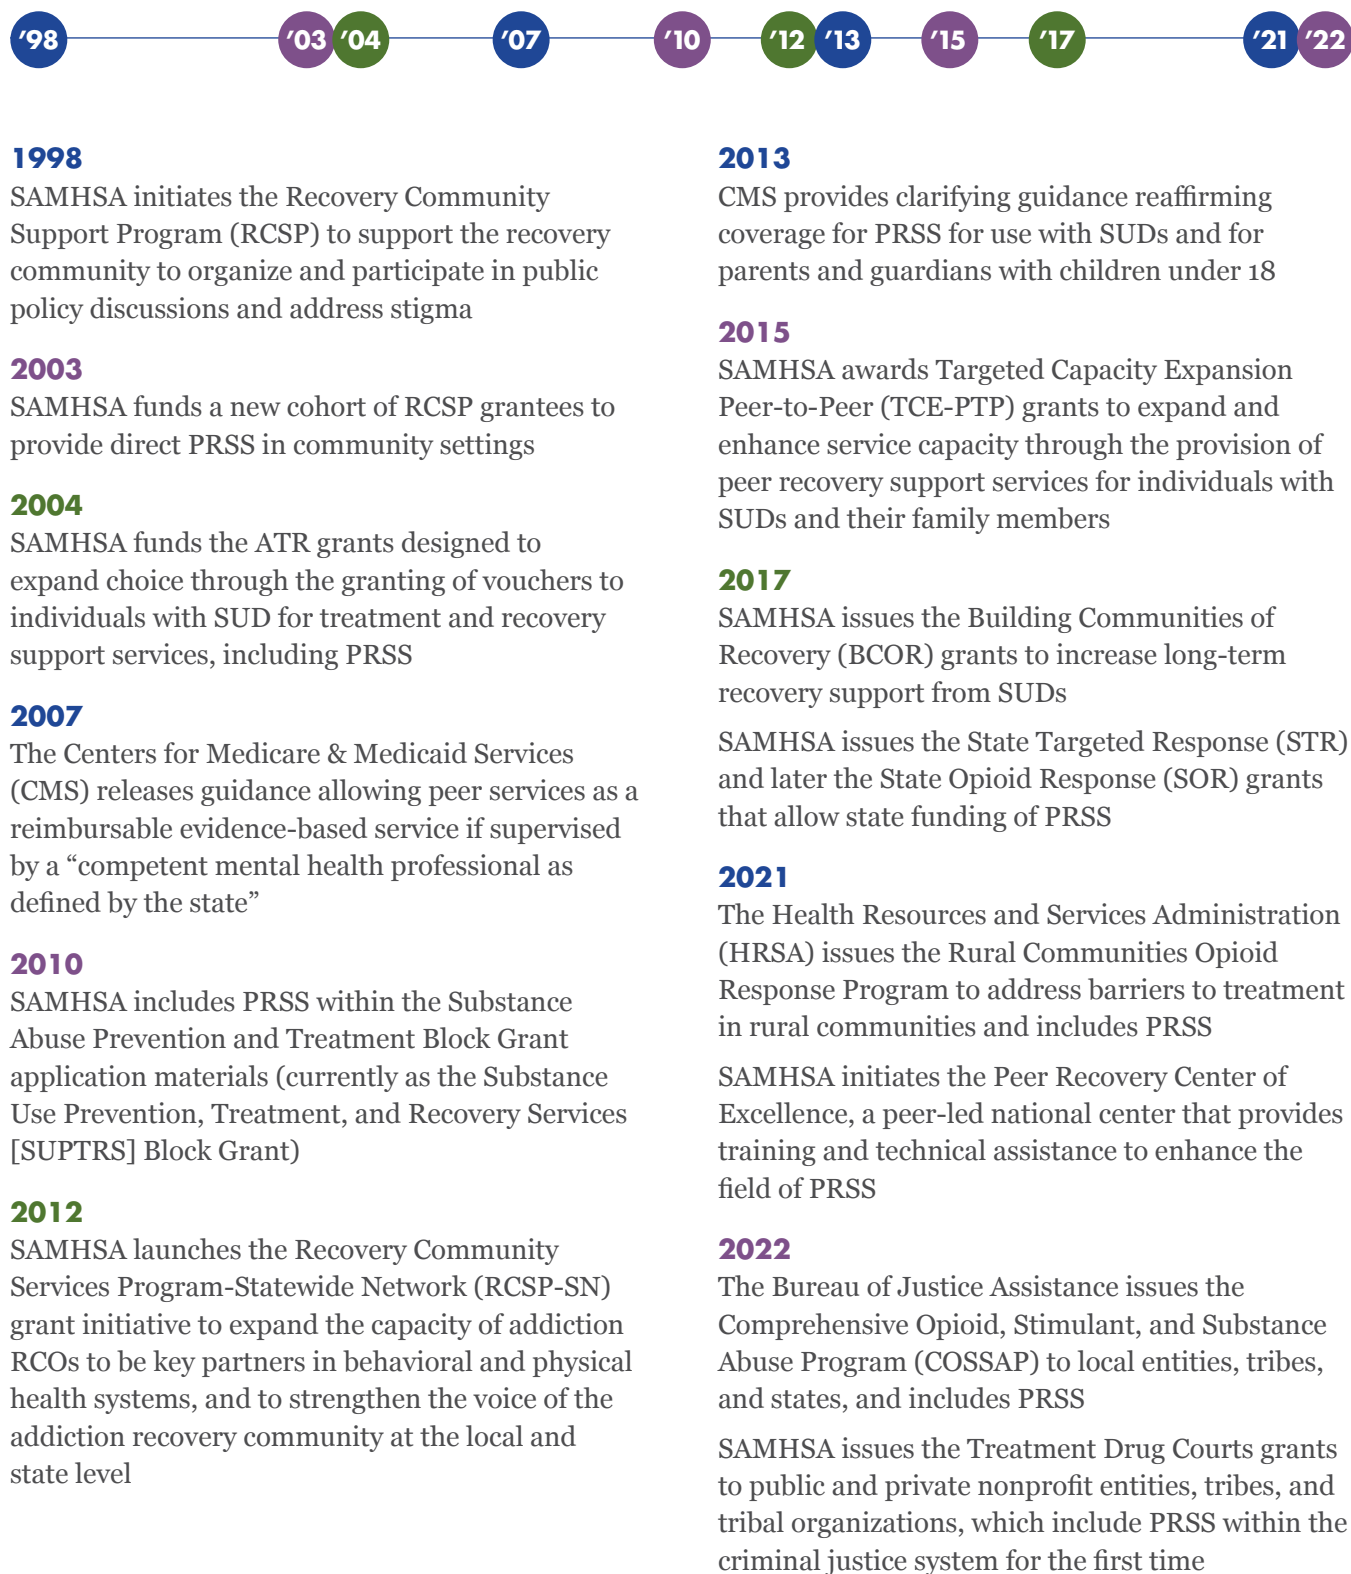 ’98 ’03 ’04 ’07 ’10 ’12 ’13 ’15 ’17 ’21 ’22
1998
SAMHSA initiates the Recovery Community
Support Program (RCSP) to support the recovery
community to organize and participate in public
policy discussions and address stigma
2003
SAMHSA funds a new cohort of RCSP grantees to
provide direct PRSS in community settings
2004
SAMHSA funds the ATR grants designed to
expand choice through the granting of vouchers to
individuals with SUD for treatment and recovery
support services, including PRSS
2007
The Centers for Medicare & Medicaid Services
(CMS) releases guidance allowing peer services as a
reimbursable evidence-based service if supervised
by a “competent mental health professional as
defined by the state”
2010
SAMHSA includes PRSS within the Substance
Abuse Prevention and Treatment Block Grant
application materials (currently as the Substance
Use Prevention, Treatment, and Recovery Services
[SUPTRS] Block Grant)
2012
SAMHSA launches the Recovery Community
Services Program-Statewide Network (RCSP-SN)
grant initiative to expand the capacity of addiction
RCOs to be key partners in behavioral and physical
health systems, and to strengthen the voice of the
addiction recovery community at the local and
state level
2013
CMS provides clarifying guidance reaffirming
coverage for PRSS for use with SUDs and for
parents and guardians with children under 18
2015
SAMHSA awards Targeted Capacity Expansion
Peer-to-Peer (TCE-PTP) grants to expand and
enhance service capacity through the provision of
peer recovery support services for individuals with
SUDs and their family members
2017
SAMHSA issues the Building Communities of
Recovery (BCOR) grants to increase long-term
recovery support from SUDs
SAMHSA issues the State Targeted Response (STR)
and later the State Opioid Response (SOR) grants
that allow state funding of PRSS
2021
The Health Resources and Services Administration
(HRSA) issues the Rural Communities Opioid
Response Program to address barriers to treatment
in rural communities and includes PRSS
SAMHSA initiates the Peer Recovery Center of
Excellence, a peer-led national center that provides
training and technical assistance to enhance the
field of PRSS
2022
The Bureau of Justice Assistance issues the
Comprehensive Opioid, Stimulant, and Substance
Abuse Program (COSSAP) to local entities, tribes,
and states, and includes PRSS
SAMHSA issues the Treatment Drug Courts grants
to public and private nonprofit entities, tribes, and
tribal organizations, which include PRSS within the
criminal justice system for the first time